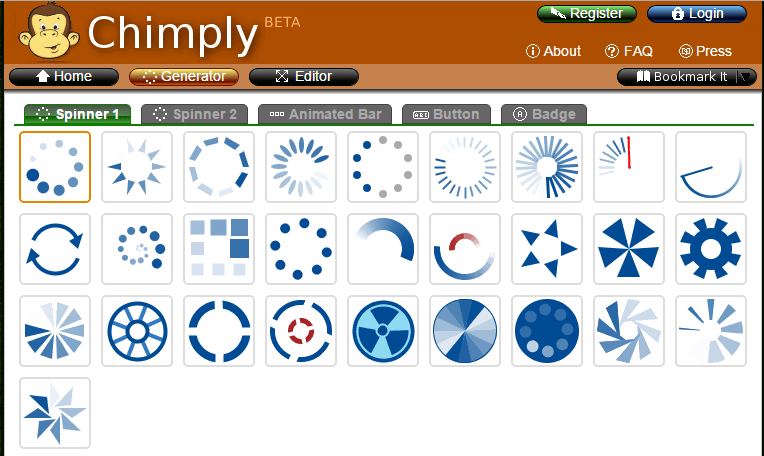 Chimply BETA
Register Login
About FAQ Press
Home Generator Editor Bookmark It
Spinner 1 Spinner 2 Animated Bar Button Badge